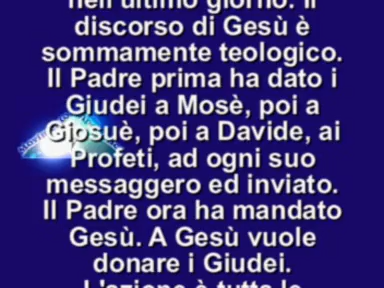 nell'ultimo giorno. Il
discorso di Gesù è
sommamente teologico.
Il Padre prima ha dato i
Giudei a Mosè, poi a
Giosuè, poi a Davide, ai
Profeti, ad ogni suo
messaggero ed inviato.
Il Padre ora ha mandato
Gesù. A Gesù vuole
donare i Giudei.
L'azione è tutta le